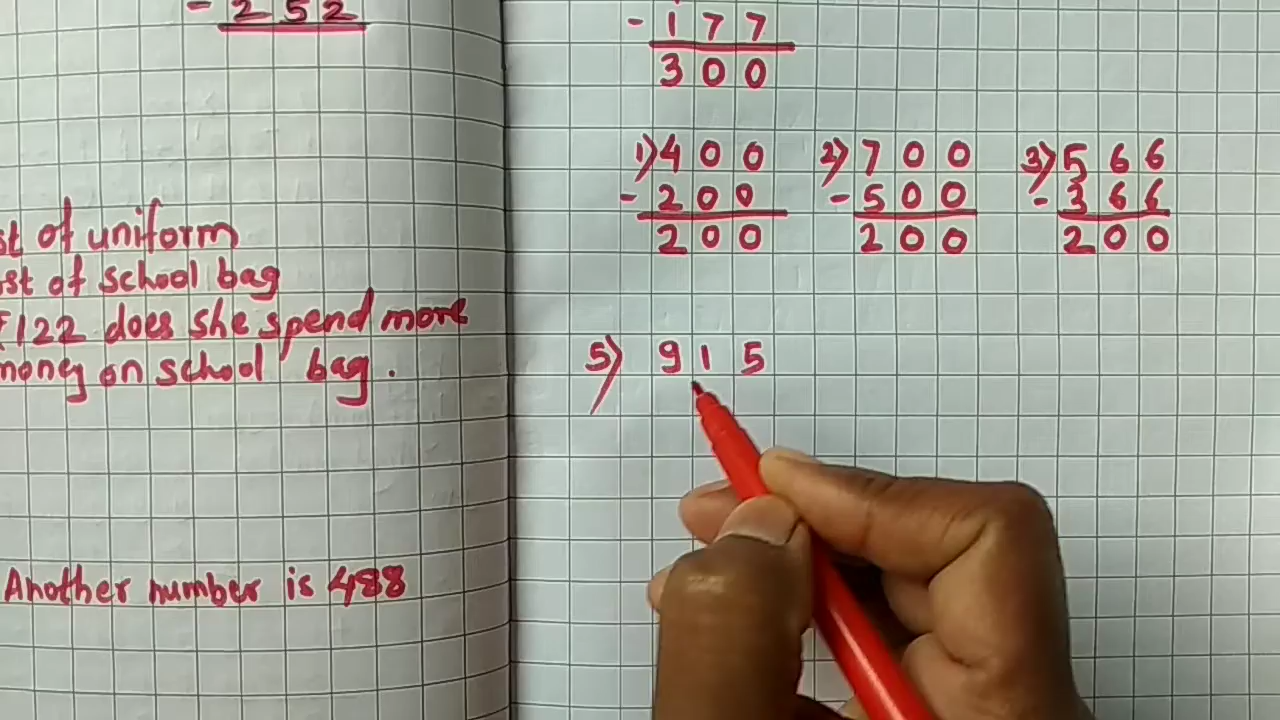 - 2 5 2
st of uniform
st of school bag
₹122 does she spend more
money on school bag.
Another number is 488
- 1 7 7
3 0 0
1) 4 0 0
- 2 0 0
2 0 0
2) 7 0 0
- 5 0 0
2 0 0
3) 5 6 6
- 3 6 6
2 0 0
5) 9 1 5